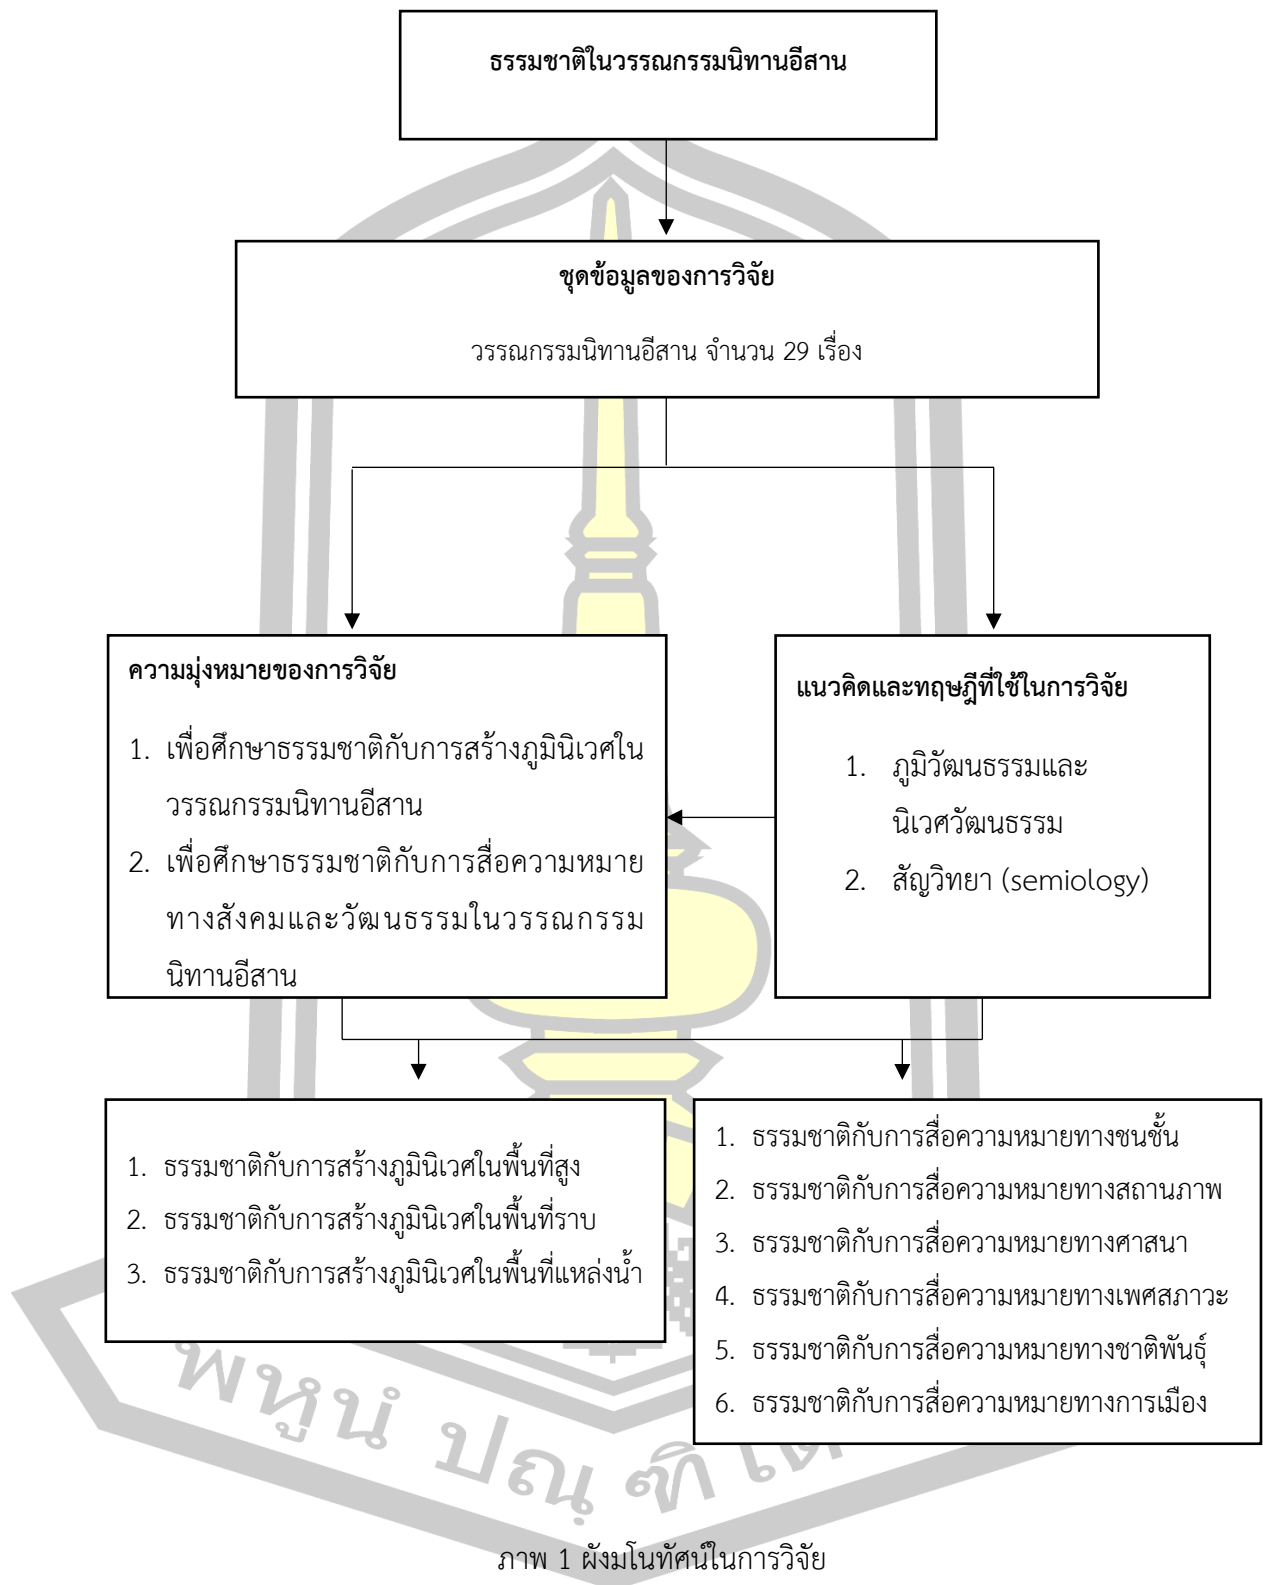 ธรรมชาติในวรรณกรรมนิทานอีสาน
ชุดข้อมูลของการวิจัย
วรรณกรรมนิทานอีสาน จำนวน 29 เรื่อง
ความมุ่งหมายของการวิจัย
1. เพื่อศึกษาธรรมชาติกับการสร้างภูมินิเวศใน
วรรณกรรมนิทานอีสาน
2. เพื่อศึกษาธรรมชาติกับการสื่อความหมาย
ทางสังคมและวัฒนธรรมในวรรณกรรม
นิทานอีสาน
แนวคิดและทฤษฎีที่ใช้ในการวิจัย
1. ภูมิวัฒนธรรมและ
นิเวศวัฒนธรรม
2. สัญวิทยา (semiology)
1. ธรรมชาติกับการสร้างภูมินิเวศในพื้นที่สูง
2. ธรรมชาติกับการสร้างภูมินิเวศในพื้นที่ราบ
3. ธรรมชาติกับการสร้างภูมินิเวศในพื้นที่แหล่งน้ำ
1. ธรรมชาติกับการสื่อความหมายทางชนชั้น
2. ธรรมชาติกับการสื่อความหมายทางสถานภาพ
3. ธรรมชาติกับการสื่อความหมายทางศาสนา
4. ธรรมชาติกับการสื่อความหมายทางเพศสภาวะ
5. ธรรมชาติกับการสื่อความหมายทางชาติพันธุ์
6. ธรรมชาติกับการสื่อความหมายทางการเมือง
พหูนํ ปณฺ
ภาพ 1 ผังมโนทัศน์ในการวิจัย